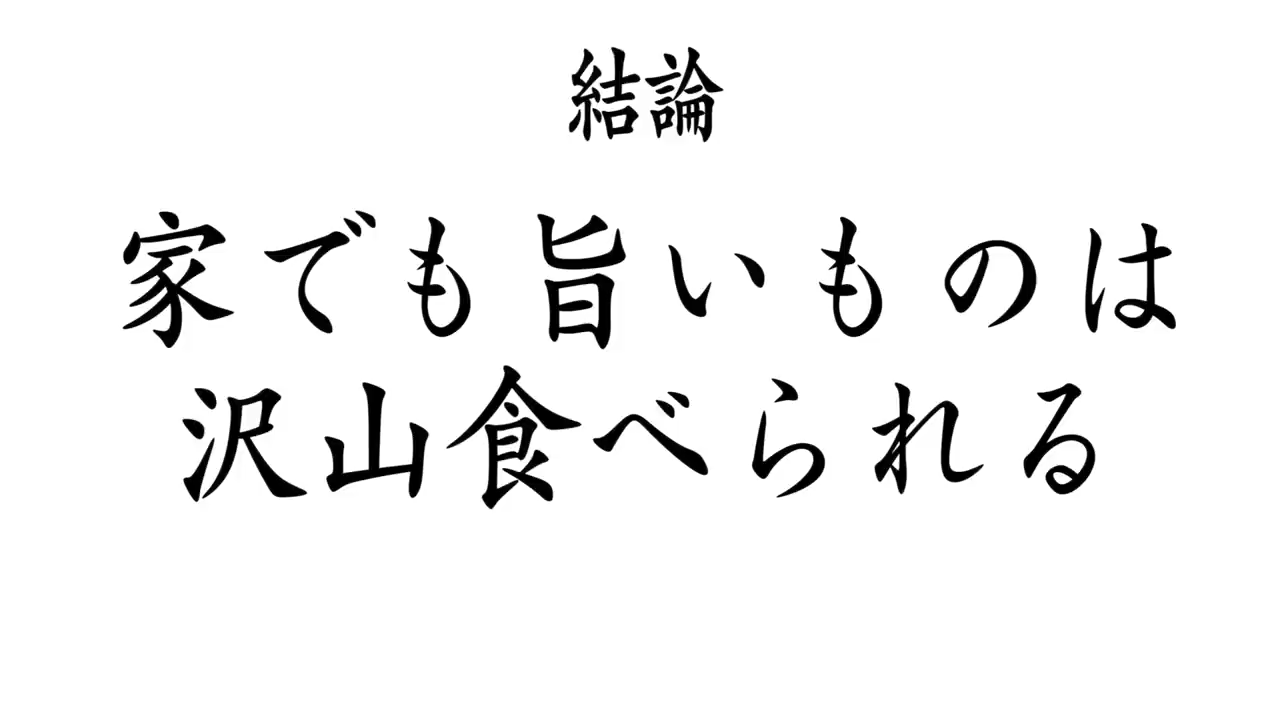 結論
家でも旨いものは
沢山食べられる